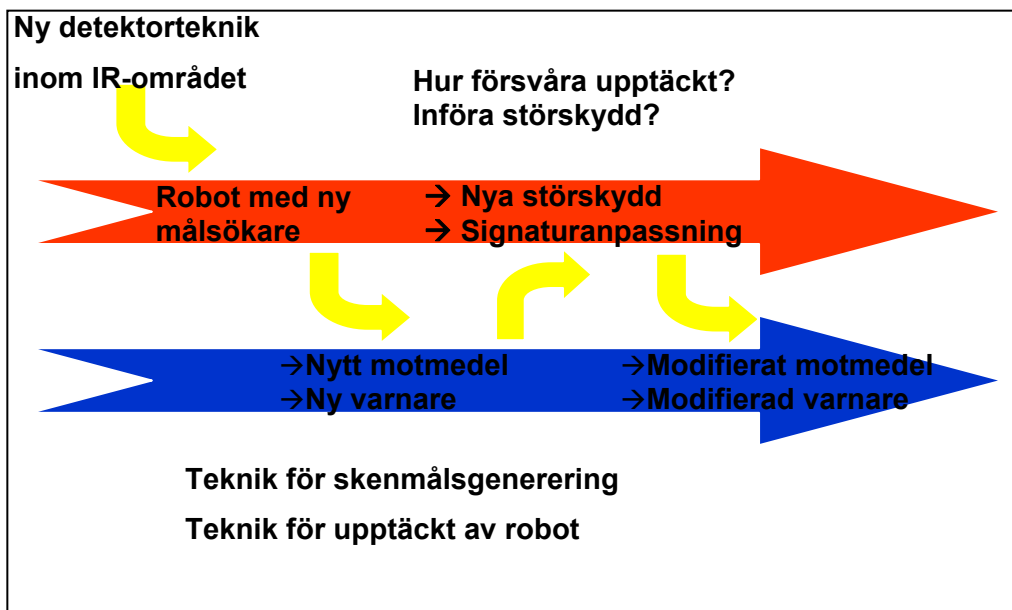 Ny detektorteknik
inom IR-området
Hur försvåra upptäckt?
Införa störskydd?
Robot med ny
målsökare
→ Nya störskydd
→ Signaturanpassning
→Nytt motmedel
→Ny varnare
→Modifierat motmedel
→Modifierad varnare
Teknik för skenmålsgenerering
Teknik för upptäckt av robot